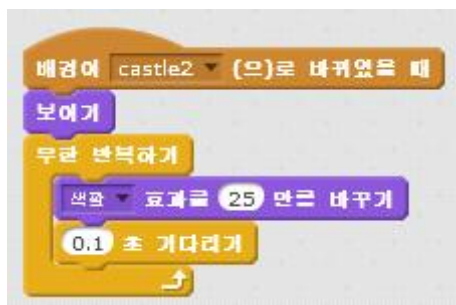 배경이 castle2 (으)로 바뀌었을 때
보이기
무한 반복하기
색깔 효과를 25 만큼 바꾸기
0.1 초 기다리기